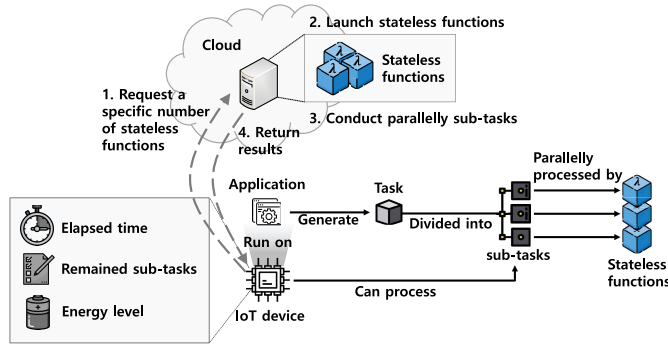 2. Launch stateless functions
Cloud
Stateless
functions
λ
λ
λ
1. Request a
specific number
of stateless
functions
4. Return
results
3. Conduct parallelly sub-tasks
Parallelly
processed by
Application
Task
λ
λ
λ
Generate
Divided into
Run on
sub-tasks
Stateless
functions
Elapsed time
Remained sub-tasks
Energy level
Can process
IoT device